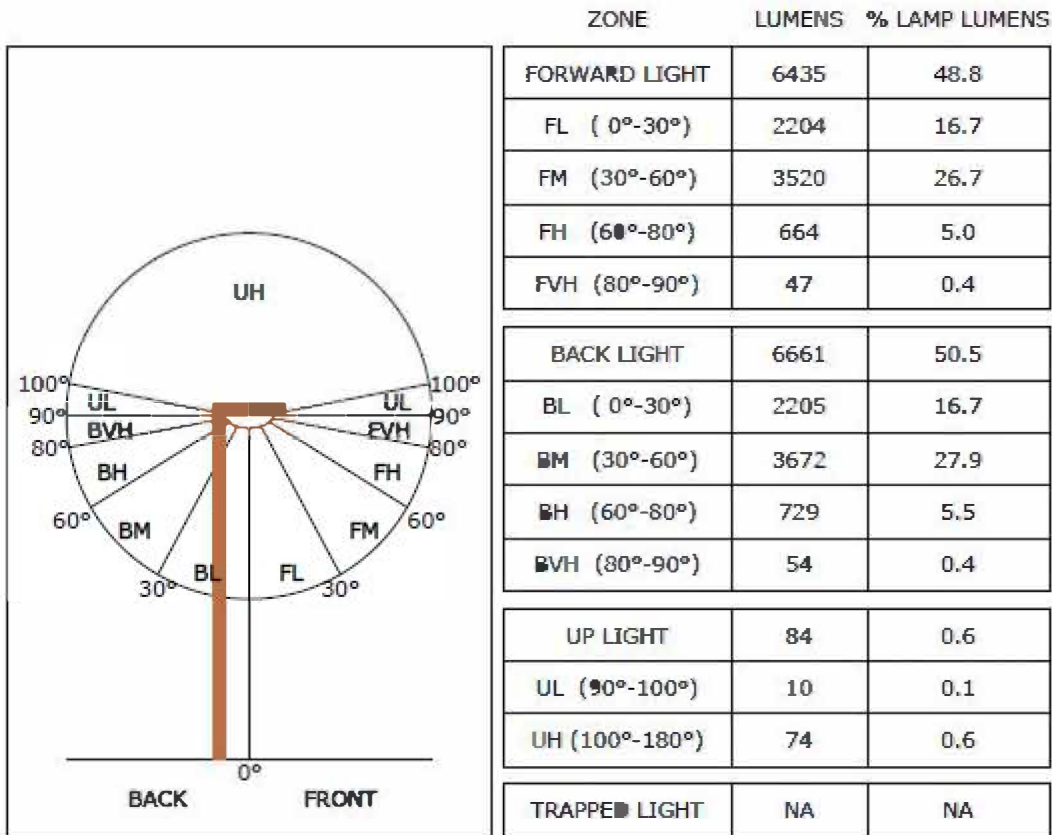 ZONE LUMENS % LAMP LUMENS
FORWARD LIGHT 6435 48.8
FL ( 0°-30°) 2204 16.7
FM (30°-60°) 3520 26.7
FH (60°-80°) 664 5.0
FVH (80°-90°) 47 0.4
BACK LIGHT 6661 50.5
BL ( 0°-30°) 2205 16.7
BM (30°-60°) 3672 27.9
BH (60°-80°) 729 5.5
BVH (80°-90°) 54 0.4
UP LIGHT 84 0.6
UL (90°-100°) 10 0.1
UH (100°-180°) 74 0.6
TRAPPED LIGHT NA NA
UH
100° 100°
UL UL
90° 90°
BVH FVH
80° 80°
BH FH
60° 60°
BM FM
BL FL
30° 30°
0°
BACK FRONT